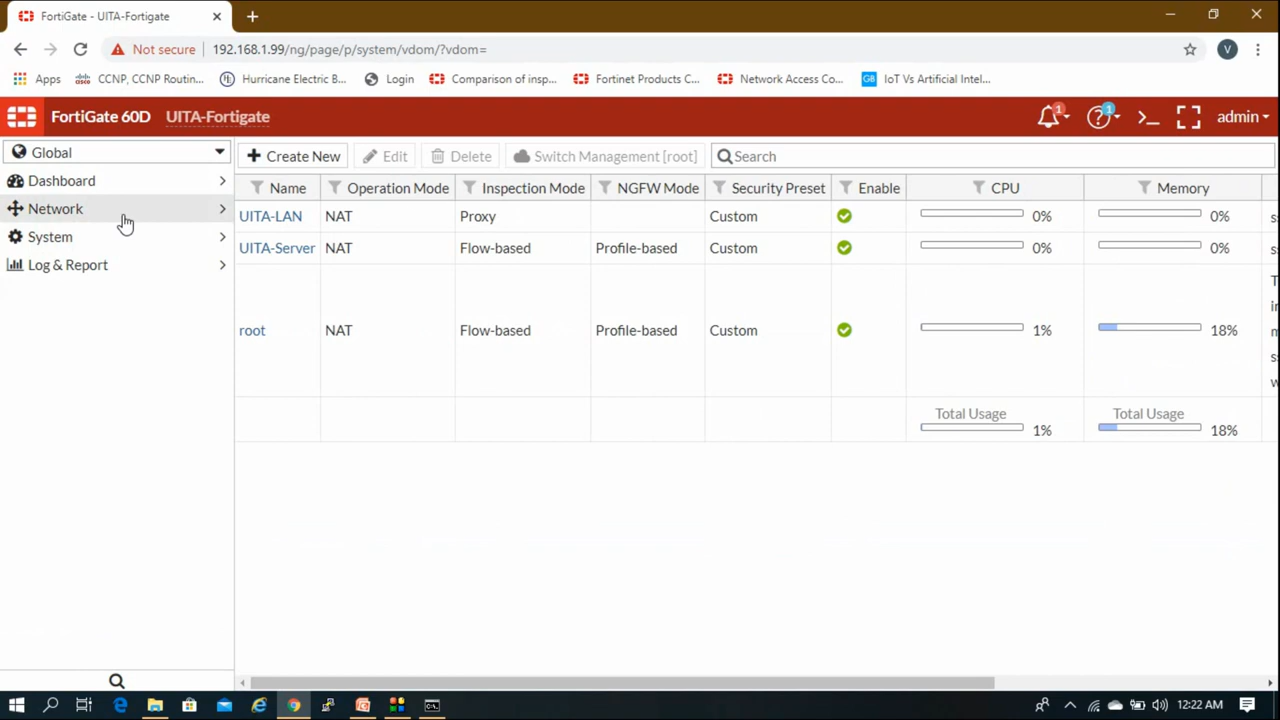 FortiGate - UITA-Fortigate
Not secure 192.168.1.99/ng/page/p/system/vdom/?vdom=
V
Apps CCNP, CCNP Routin... Hurricane Electric B... Login Comparison of insp... Fortinet Products C... Network Access Co... GB IoT Vs Artificial Intel...
FortiGate 60D UITA-Fortigate 1 1 admin
Global
Dashboard
Network
System
Log & Report
Create New Edit Delete Switch Management [root] Search
Name Operation Mode Inspection Mode NGFW Mode Security Preset Enable CPU Memory
UITA-LAN NAT Proxy Custom 0% 0%
UITA-Server NAT Flow-based Profile-based Custom 0% 0%
root NAT Flow-based Profile-based Custom 1% 18%
Total Usage Total Usage
1% 18%
12:22 AM